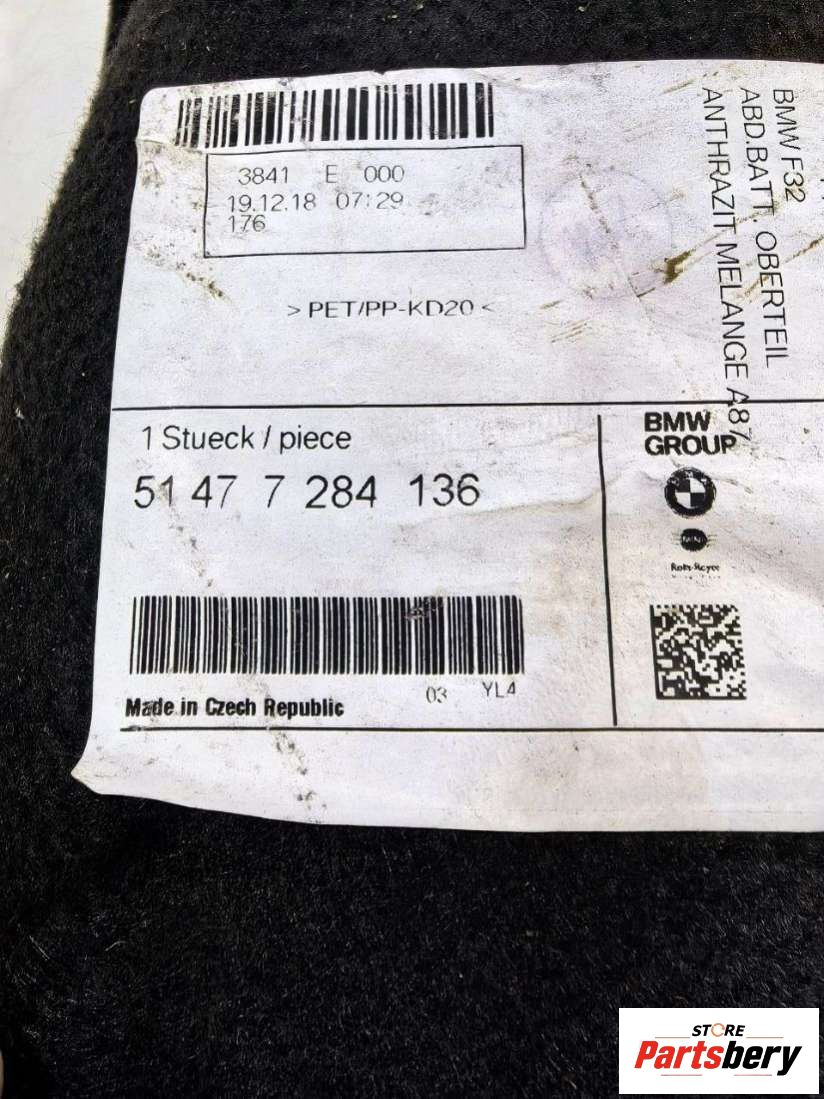 3841 E 000
19.12.18 07:29
176
> PET/PP-KD20 <
BMW F32
ABD.BATT. OBERTEIL
ANTHRAZIT MELANGE A87
1 Stueck / piece
51 47 7 284 136
BMW
GROUP
MINI
Rolls-Royce
03 YL4
Made in Czech Republic
STORE
Partsbery